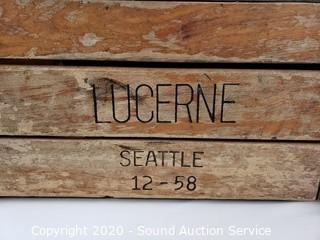 LUCERNE
SEATTLE
12-58
Copyright 2020 - Sound Auction Service